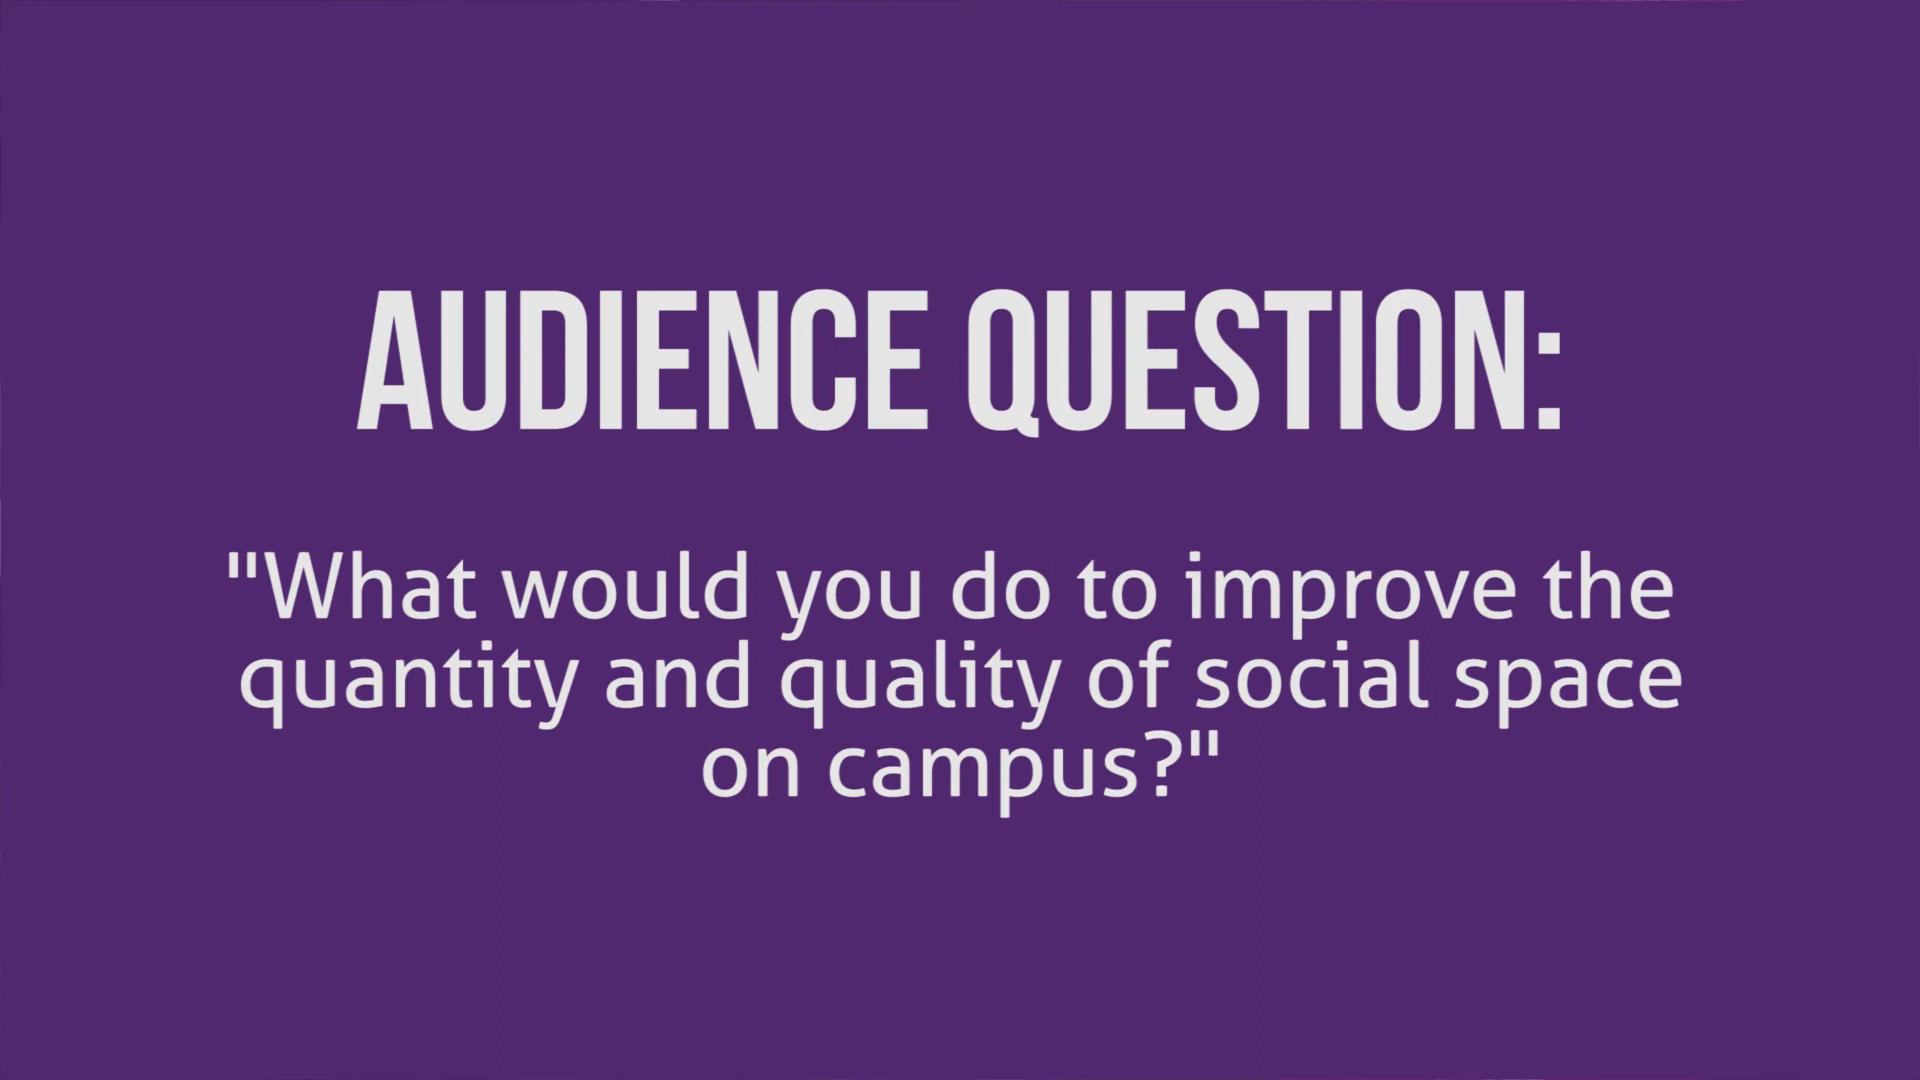 AUDIENCE QUESTION:
"What would you do to improve the
quantity and quality of social space
on campus?"